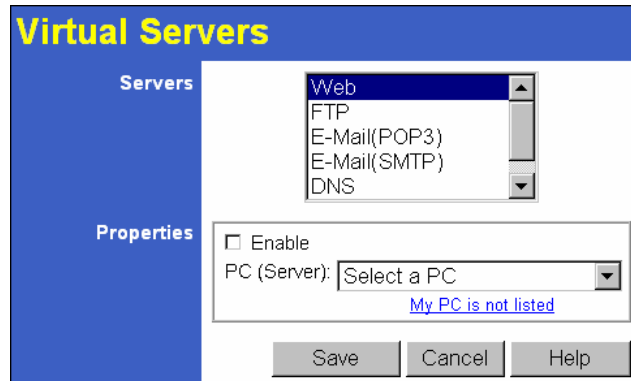 Virtual Servers
Servers
Web
FTP
E-Mail(POP3)
E-Mail(SMTP)
DNS
Properties
Enable
PC (Server): Select a PC
My PC is not listed
Save Cancel Help